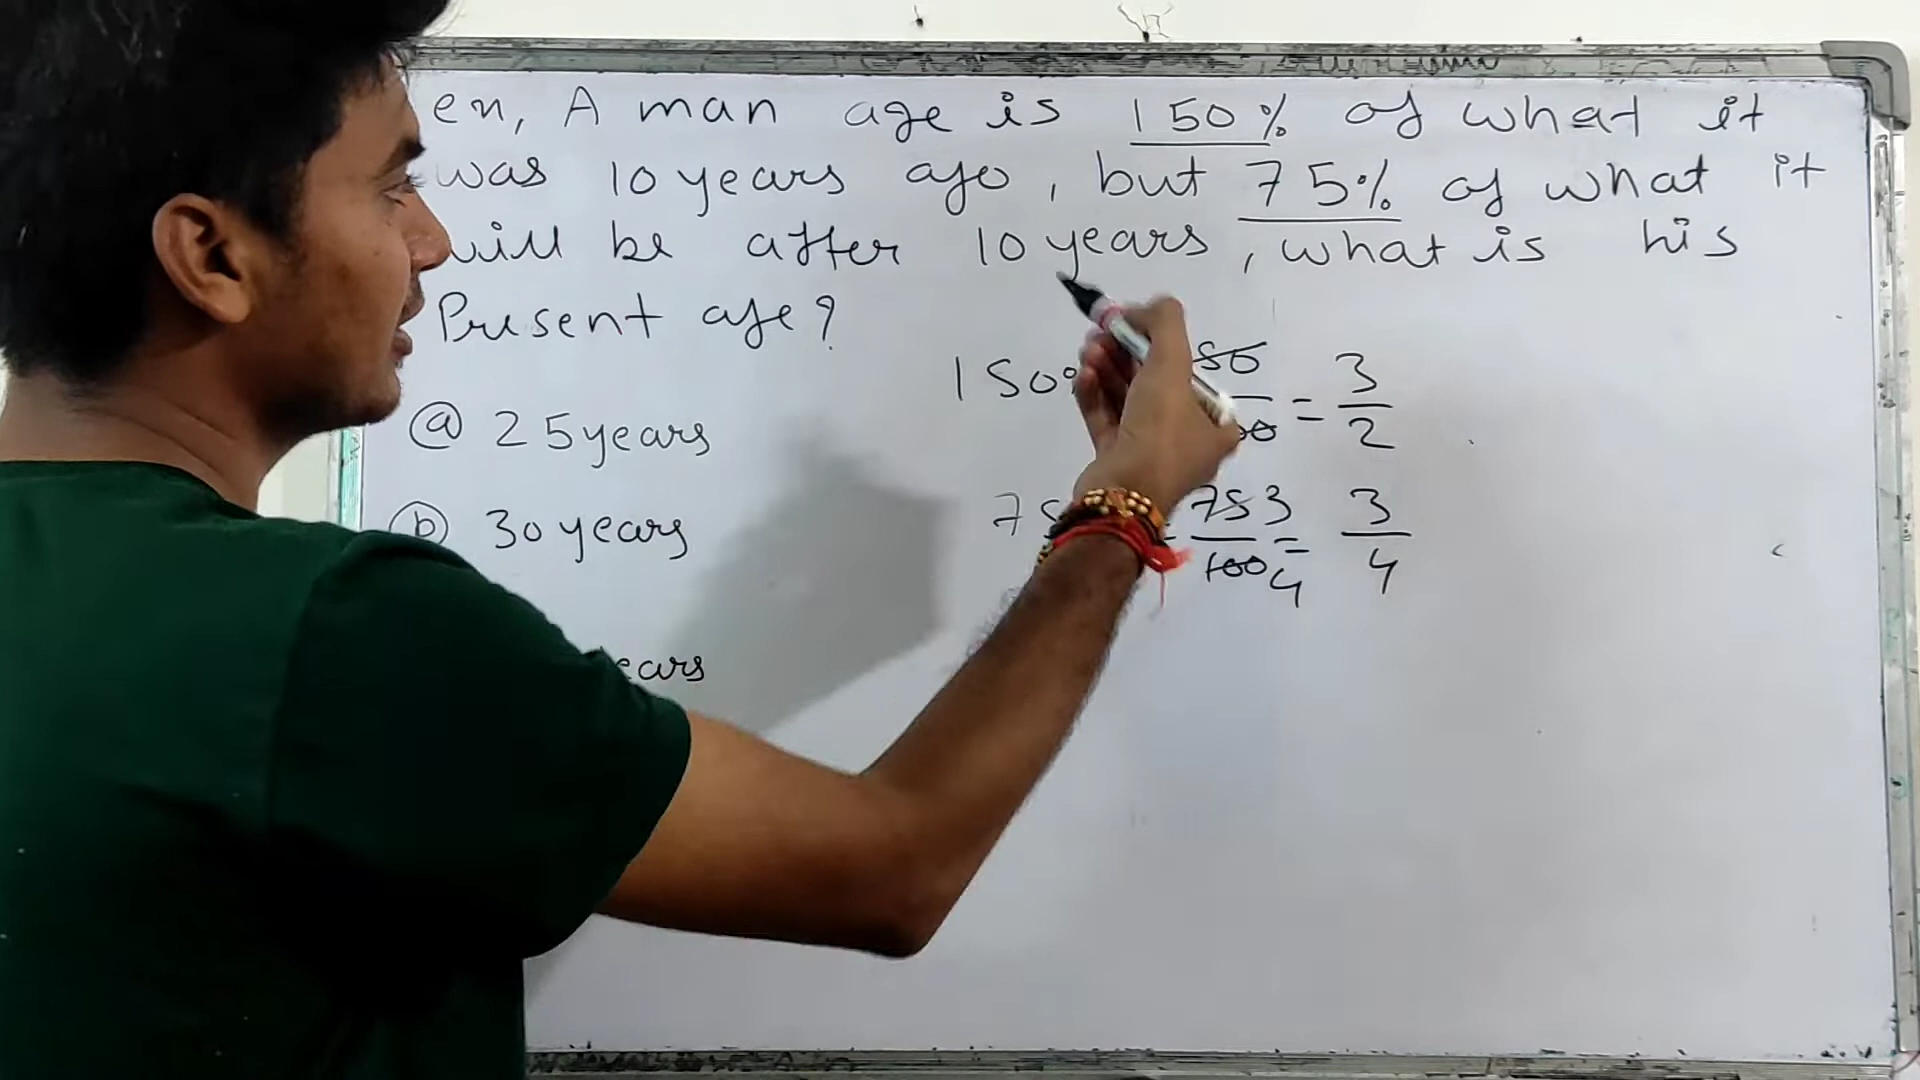 en, A man age is 150% of what it
was 10 years ago, but 75% of what it
will be after 10 years, what is his
Present age?
150% 50 = 3/2
ⓐ 25 years
75 = 75 3/100 4 = 3/4
ⓑ 30 years
years